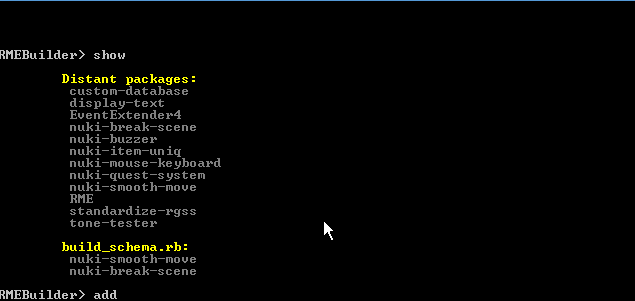 RMEBuilder> show
Distant packages:
custom-database
display-text
EventExtender4
nuki-break-scene
nuki-buzzer
nuki-item-uniq
nuki-mouse-keyboard
nuki-quest-system
nuki-smooth-move
RME
standardize-rgss
tone-tester
build_schema.rb:
nuki-smooth-move
nuki-break-scene
RMEBuilder> add